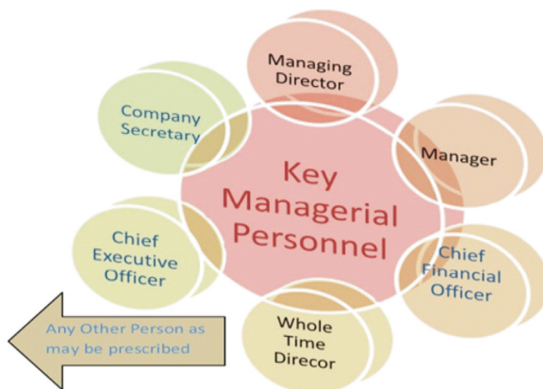 Managing
Director
Company
Secretary
Manager
Key
Managerial
Personnel
Chief
Executive
Officer
Chief
Financial
Officer
Whole
Time
Direcor
Any Other Person as
may be prescribed